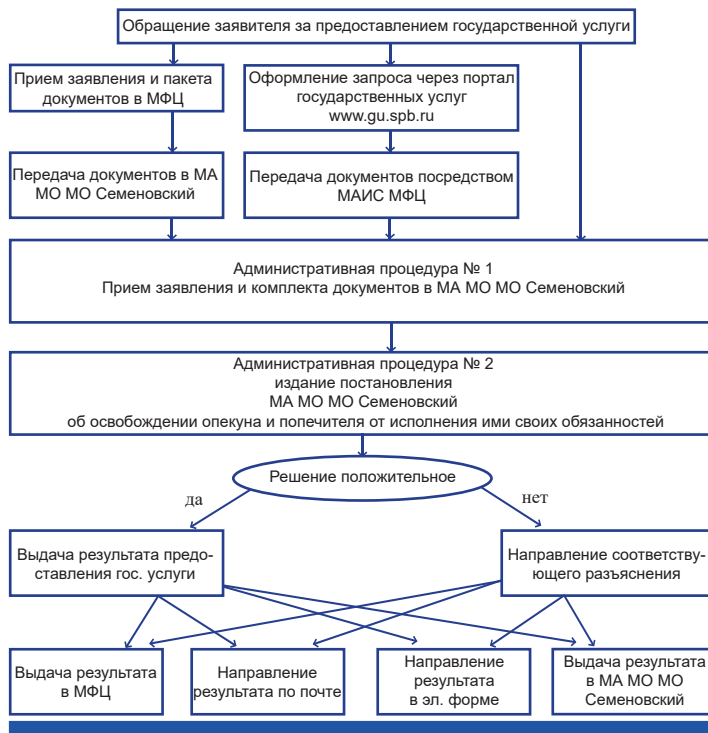 Обращение заявителя за предоставлением государственной услуги
Прием заявления и пакета
документов в МФЦ
Оформление запроса через портал
государственных услуг
www.gu.spb.ru
Передача документов в МА
МО МО Семеновский
Передача документов посредством
МАИС МФЦ
Административная процедура № 1
Прием заявления и комплекта документов в МА МО МО Семеновский
Административная процедура № 2
издание постановления
МА МО МО Семеновский
об освобождении опекуна и попечителя от исполнения ими своих обязанностей
Решение положительное
да
нет
Выдача результата предо-
ставления гос. услуги
Направление соответству-
ющего разъяснения
Выдача результата
в МФЦ
Направление
результата по почте
Направление
результата
в эл. форме
Выдача результата
в МА МО МО
Семеновский